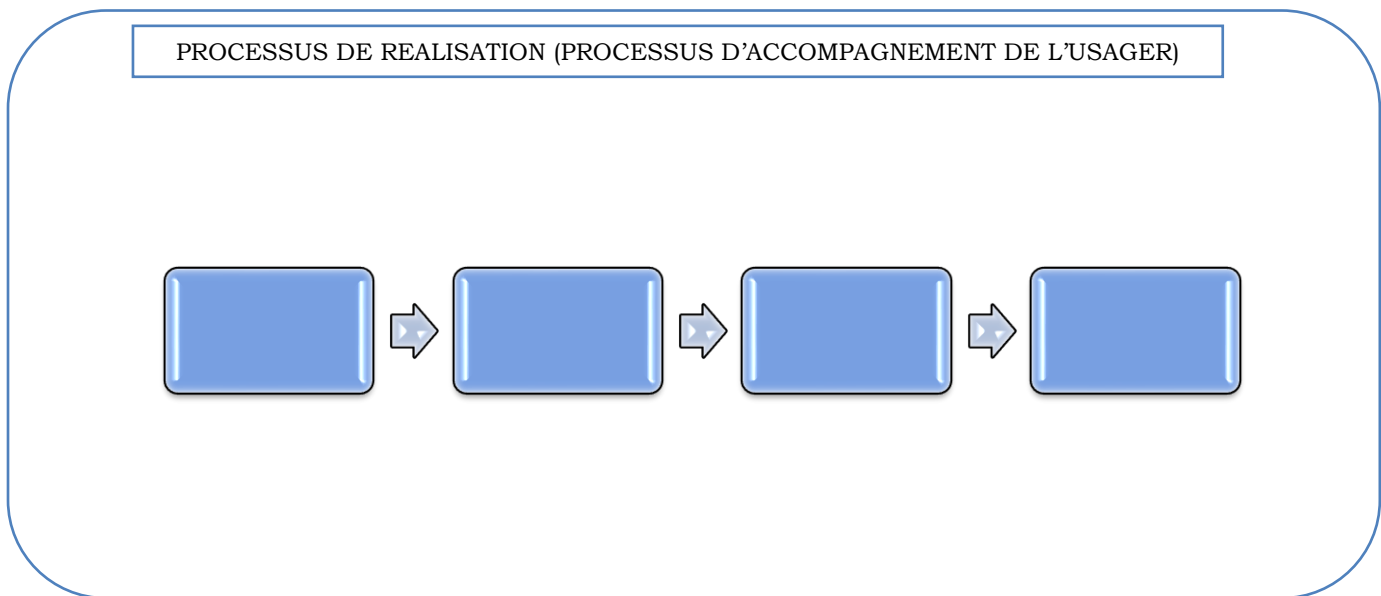 PROCESSUS DE REALISATION (PROCESSUS D’ACCOMPAGNEMENT DE L’USAGER)